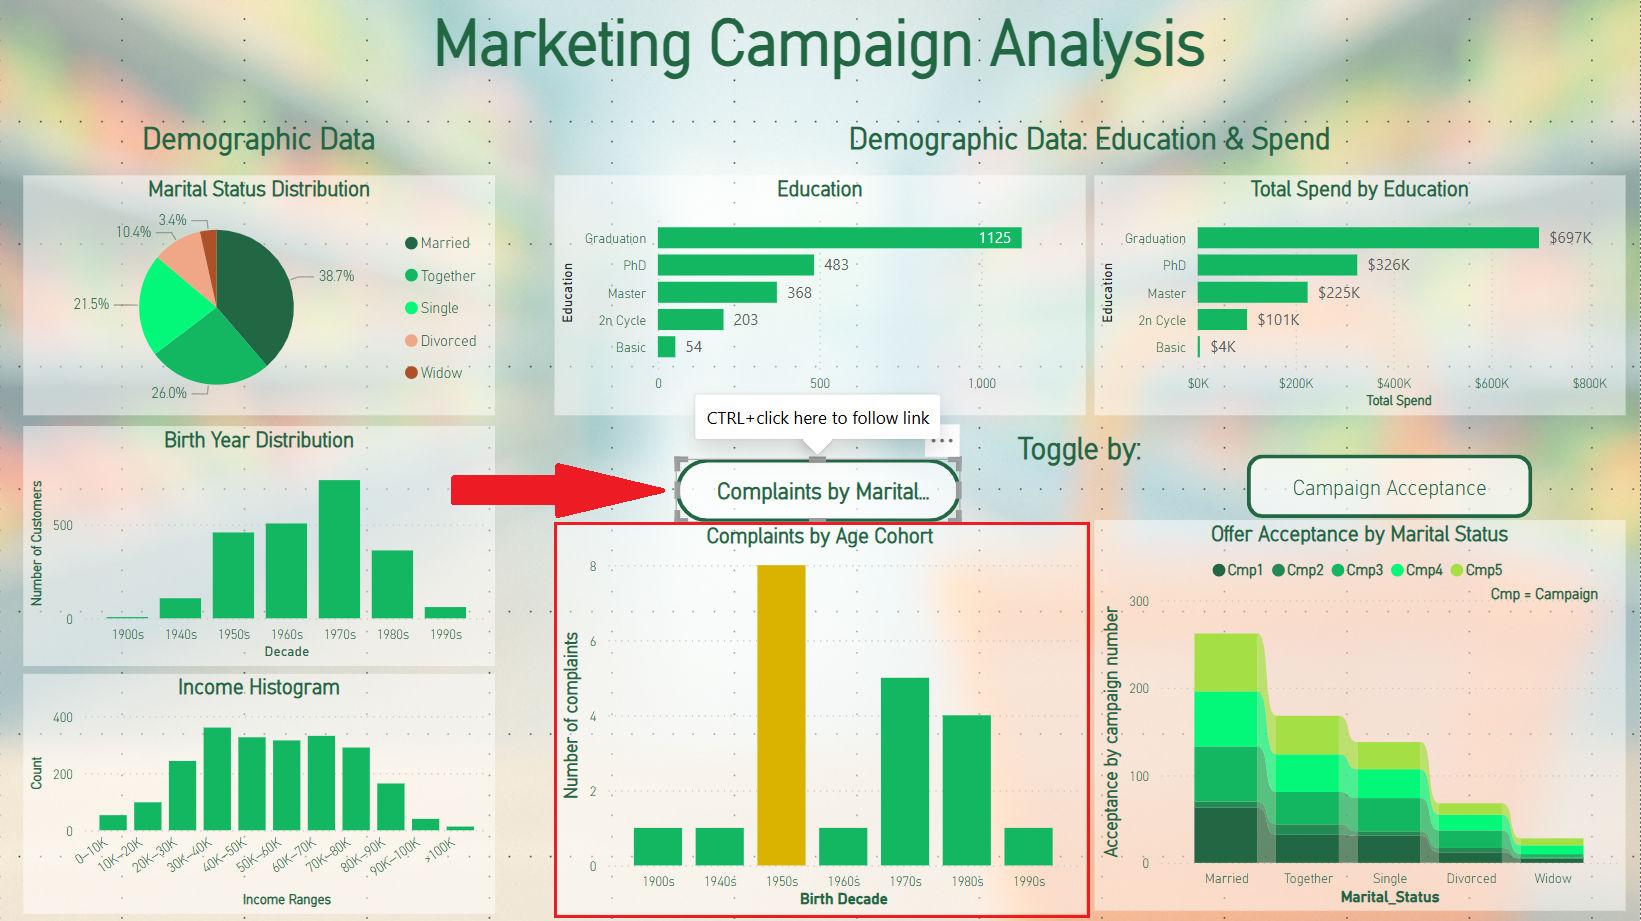 Marketing Campaign Analysis
Demographic Data
Demographic Data: Education & Spend
Marital Status Distribution
3.4%
10.4%
38.7%
21.5%
26.0%
Married
Together
Single
Divorced
Widow
Education
Education
Graduation
PhD
Master
2n Cycle
Basic
1125
483
368
203
54
0
500
1,000
Total Spend by Education
Education
Graduation
PhD
Master
2n Cycle
Basic
$697K
$326K
$225K
$101K
$4K
$0K
$200K
$400K
$600K
$800K
Total Spend
CTRL+click here to follow link
Toggle by:
Complaints by Marital...
Campaign Acceptance
Birth Year Distribution
Number of Customers
500
0
1900s
1940s
1950s
1960s
1970s
1980s
1990s
Decade
Income Histogram
Count
400
200
0
0–10K
10K–20K
20K–30K
30K–40K
40K–50K
50K–60K
60K–70K
70K–80K
80K–90K
90K–100K
>100K
Income Ranges
Complaints by Age Cohort
Number of complaints
8
6
4
2
0
1900s
1940s
1950s
1960s
1970s
1980s
1990s
Birth Decade
Offer Acceptance by Marital Status
Cmp1 Cmp2 Cmp3 Cmp4 Cmp5
Cmp = Campaign
Acceptance by campaign number
300
200
100
0
Married
Together
Single
Divorced
Widow
Marital_Status